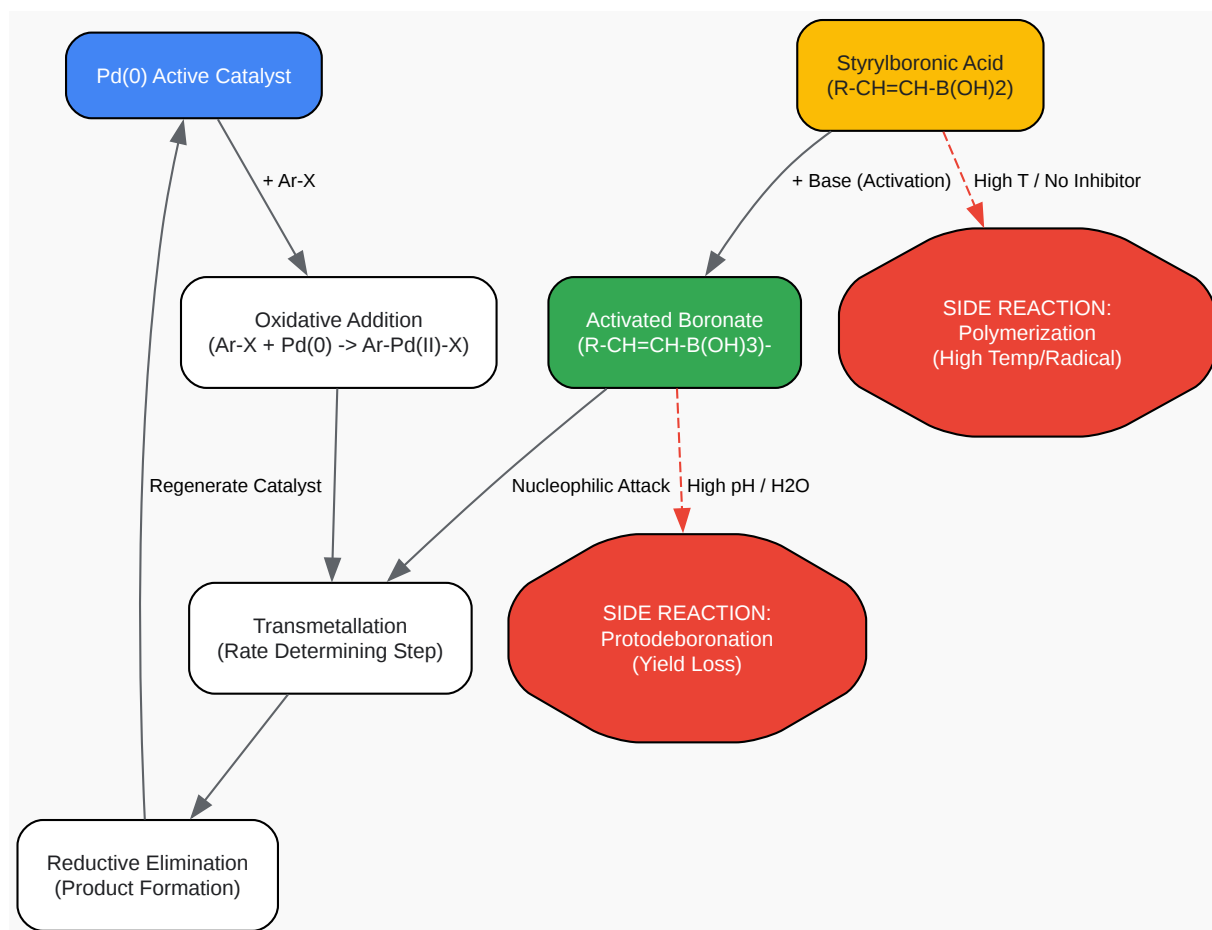 Pd(0) Active Catalyst
Styrylboronic Acid
(R-CH=CH-B(OH)2)
+ Ar-X
+ Base (Activation)
High T / No Inhibitor
Oxidative Addition
(Ar-X + Pd(0) -> Ar-Pd(II)-X)
Activated Boronate
(R-CH=CH-B(OH)3)-
SIDE REACTION:
Polymerization
(High Temp/Radical)
Regenerate Catalyst
Nucleophilic Attack
High pH / H2O
Transmetallation
(Rate Determining Step)
SIDE REACTION:
Protodeboronation
(Yield Loss)
Reductive Elimination
(Product Formation)